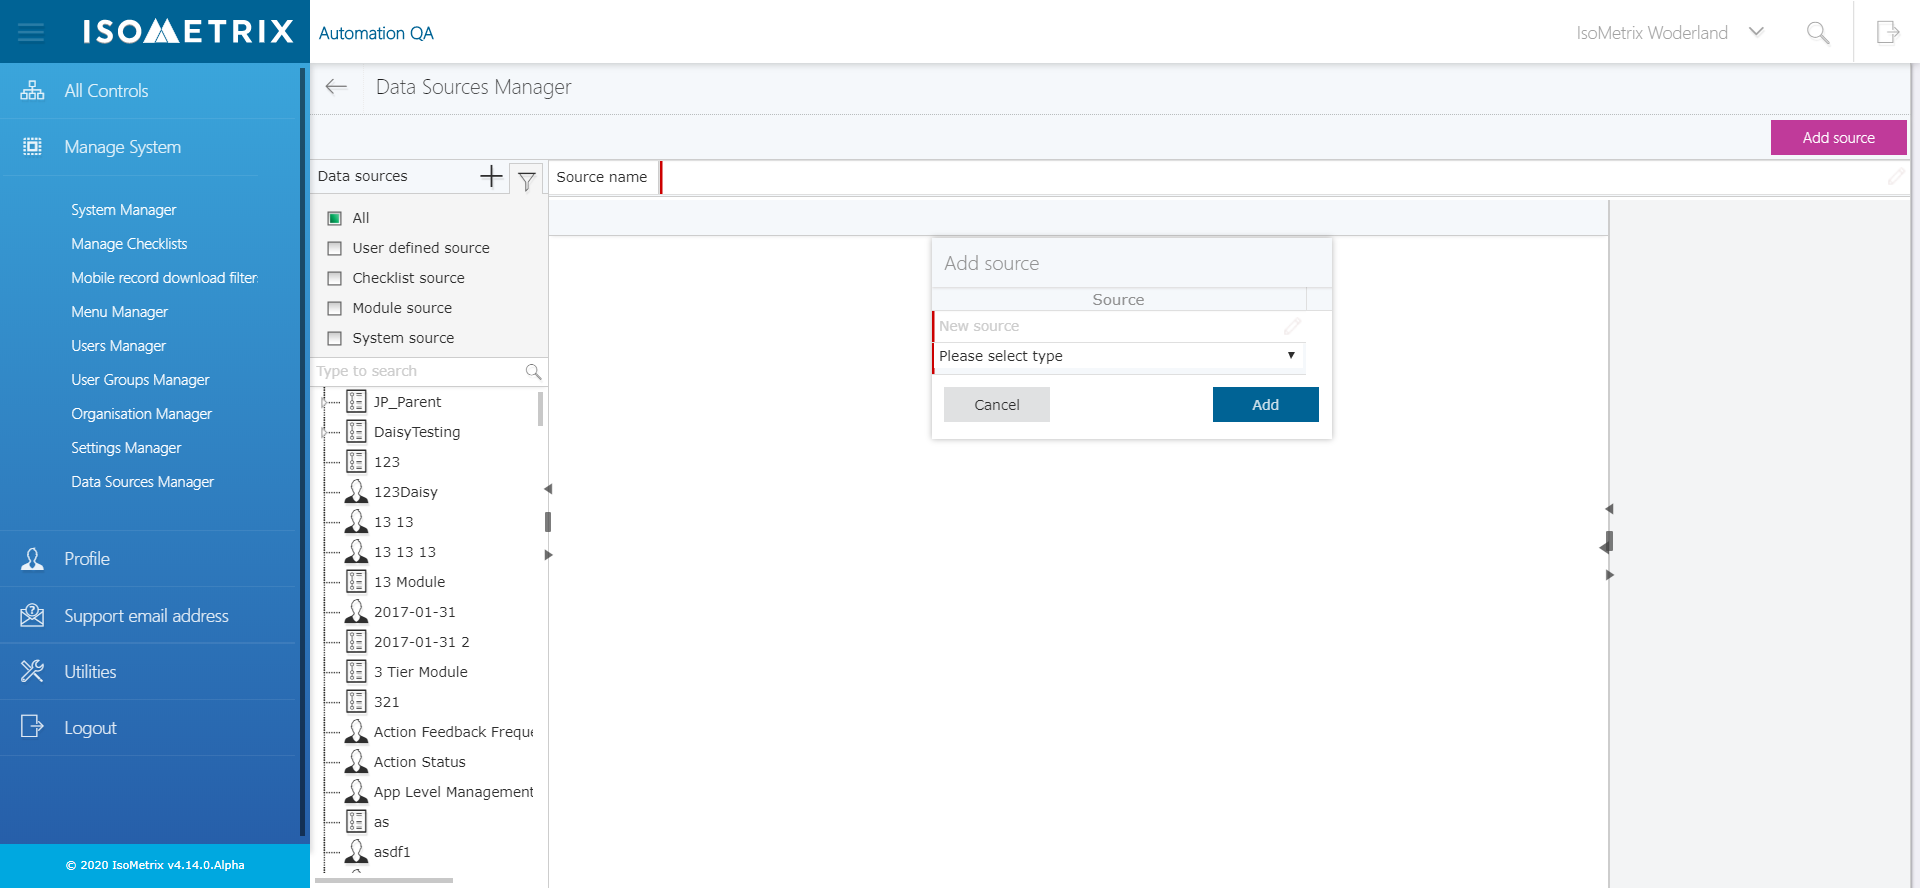 ISOMETRIX
Automation QA
IsoMetrix Woderland
All Controls
Manage System
System Manager
Manage Checklists
Mobile record download filter
Menu Manager
Users Manager
User Groups Manager
Organisation Manager
Settings Manager
Data Sources Manager
Profile
Support email address
Utilities
Logout
© 2020 IsoMetrix v4.14.0.Alpha
Data Sources Manager
Add source
Data sources
Source name
All
User defined source
Checklist source
Module source
System source
Type to search
JP_Parent
DaisyTesting
123
123Daisy
13 13
13 13 13
13 Module
2017-01-31
2017-01-31 2
3 Tier Module
321
Action Feedback Freque
Action Status
App Level Management
as
asdf1
Add source
Source
New source
Please select type
Cancel
Add